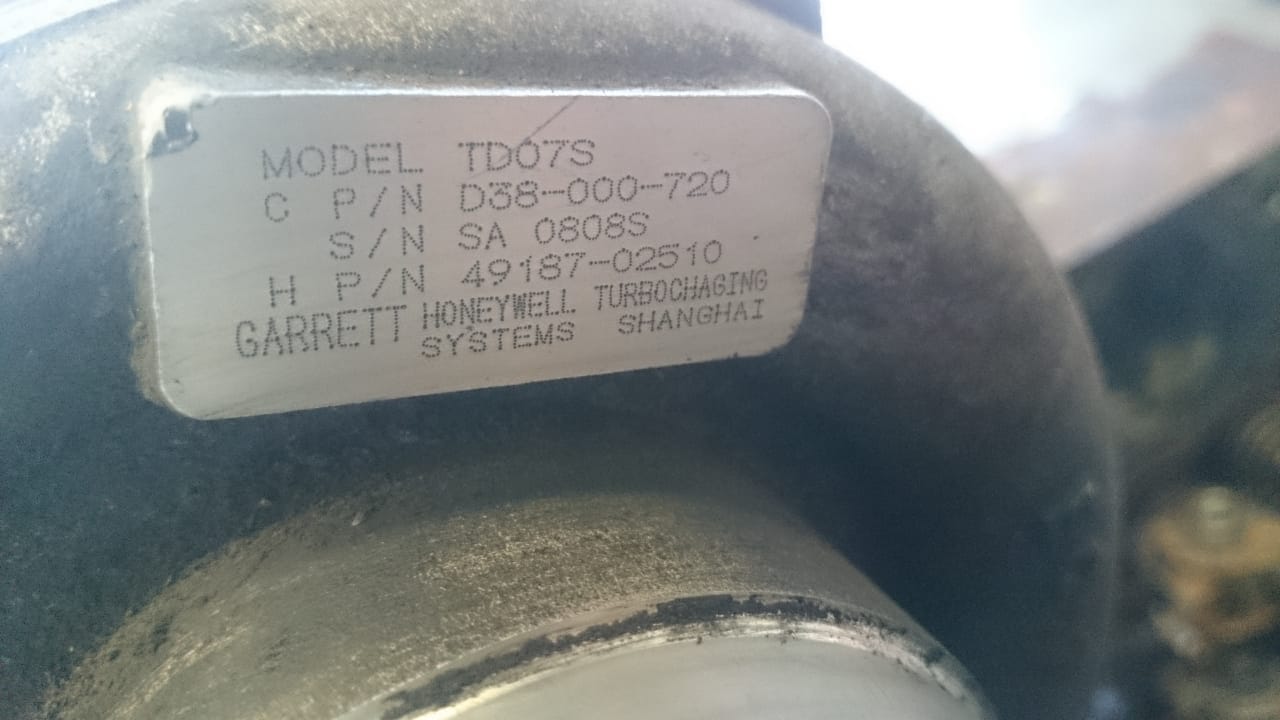 MODEL TD07S
C P/N D38-000-720
S/N SA 0808S
H P/N 49187-02510
GARRETT HONEYWELL TURBOCHAGING
SYSTEMS SHANGHAI